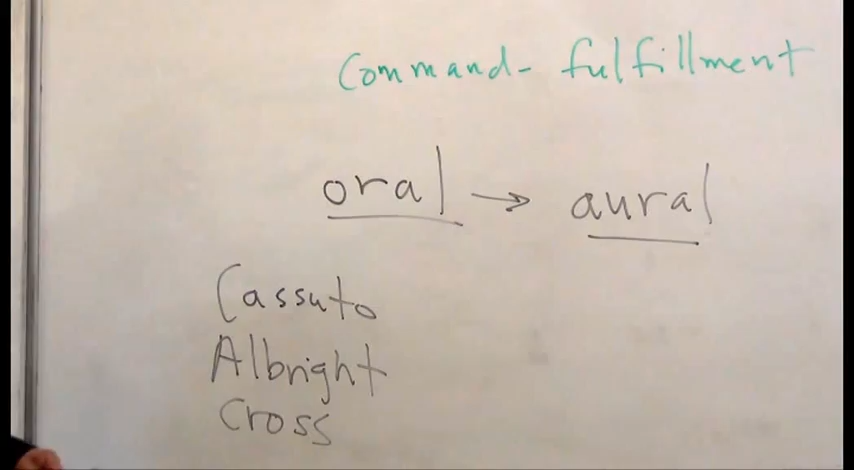 Command- fulfillment
oral → aural
Cassuto
Albright
Cross